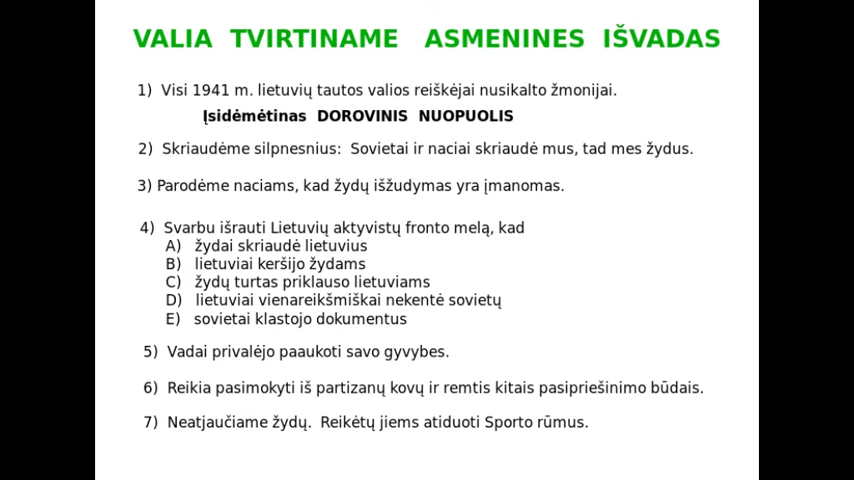 VALIA TVIRTINAME ASMENINES IŠVADAS
1) Visi 1941 m. lietuvių tautos valios reiškėjai nusikalto žmonijai.
Įsidėmėtinas DOROVINIS NUOPUOLIS
2) Skriaudėme silpnesnius: Sovietai ir naciai skriaudė mus, tad mes žydus.
3) Parodėme naciams, kad žydų išžudymas yra įmanomas.
4) Svarbu išrauti Lietuvių aktyvistų fronto melą, kad
A) žydai skriaudė lietuvius
B) lietuviai keršijo žydams
C) žydų turtas priklauso lietuviams
D) lietuviai vienareikšmiškai nekentė sovietų
E) sovietai klastojo dokumentus
5) Vadai privalėjo paaukoti savo gyvybes.
6) Reikia pasimokyti iš partizanų kovų ir remtis kitais pasipriešinimo būdais.
7) Neatjaučiame žydų. Reikėtų jiems atiduoti Sporto rūmus.